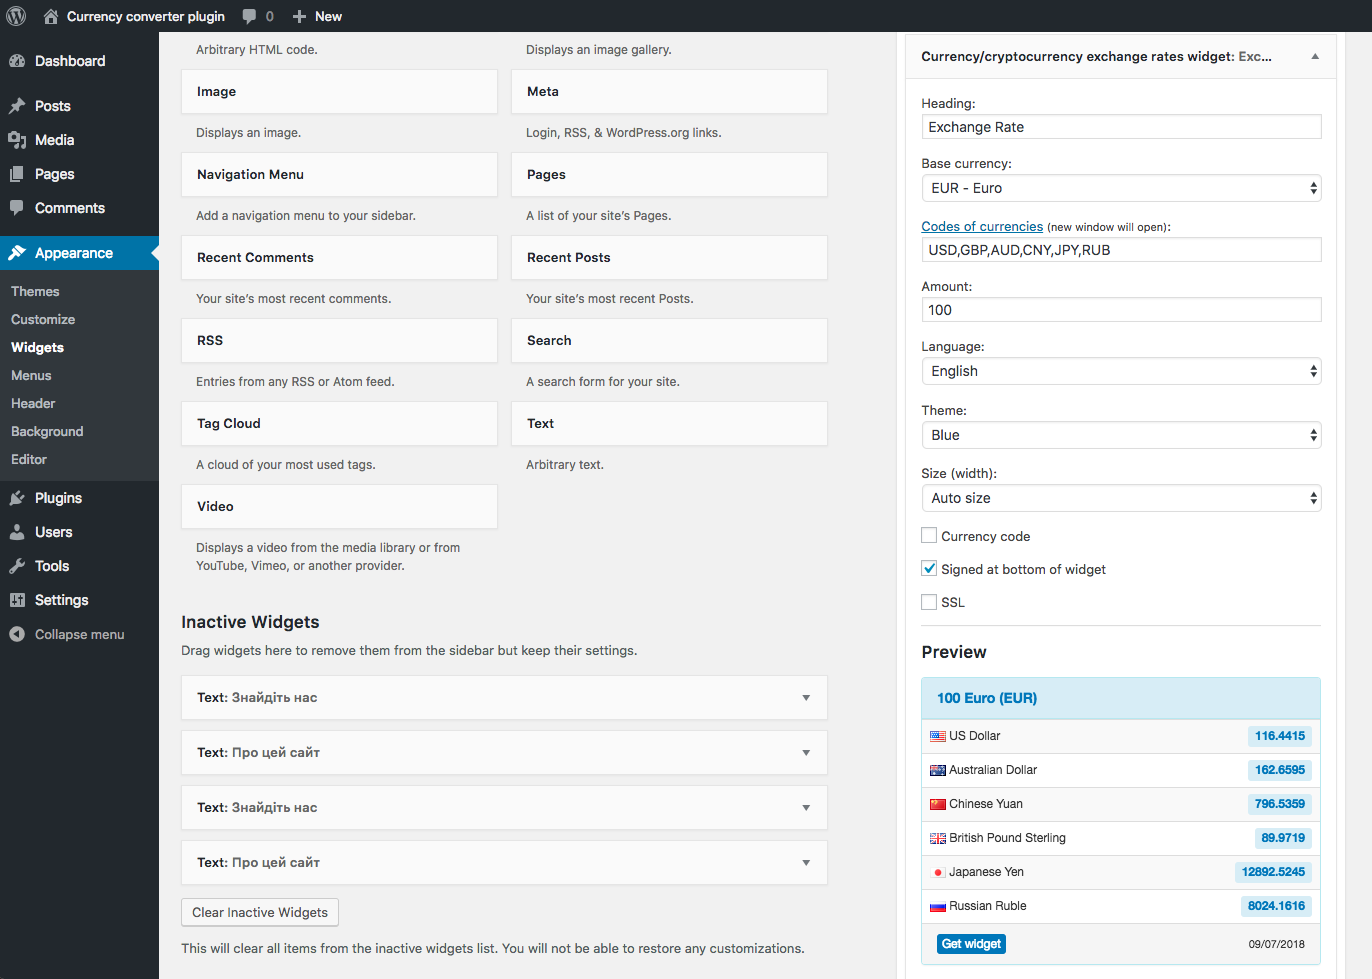 Currency converter plugin
0
New
Dashboard
Posts
Media
Pages
Comments
Appearance
Themes
Customize
Widgets
Menus
Header
Background
Editor
Plugins
Users
Tools
Settings
Collapse menu
Arbitrary HTML code.
Displays an image gallery.
Image
Meta
Displays an image.
Login, RSS, & WordPress.org links.
Navigation Menu
Pages
Add a navigation menu to your sidebar.
A list of your site's Pages.
Recent Comments
Recent Posts
Your site's most recent comments.
Your site's most recent Posts.
RSS
Search
Entries from any RSS or Atom feed.
A search form for your site.
Tag Cloud
Text
A cloud of your most used tags.
Arbitrary text.
Video
Displays a video from the media library or from
YouTube, Vimeo, or another provider.
Inactive Widgets
Drag widgets here to remove them from the sidebar but keep their settings.
Text: Знайдіть нас
Text: Про цей сайт
Text: Знайдіть нас
Text: Про цей сайт
Clear Inactive Widgets
This will clear all items from the inactive widgets list. You will not be able to restore any customizations.
Currency/cryptocurrency exchange rates widget: Exc...
Heading:
Exchange Rate
Base currency:
EUR - Euro
Codes of currencies (new window will open):
USD,GBP,AUD,CNY,JPY,RUB
Amount:
100
Language:
English
Theme:
Blue
Size (width):
Auto size
Currency code
Signed at bottom of widget
SSL
Preview
100 Euro (EUR)
US Dollar 116.4415
Australian Dollar 162.6595
Chinese Yuan 796.5359
British Pound Sterling 89.9719
Japanese Yen 12892.5245
Russian Ruble 8024.1616
Get widget 09/07/2018